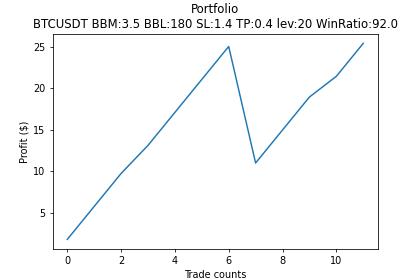 Portfolio
BTCUSDT BBM:3.5 BBL:180 SL:1.4 TP:0.4 lev:20 WinRatio:92.0
25
20
15
10
5
Profit ($)
0
2
4
6
8
10
Trade counts